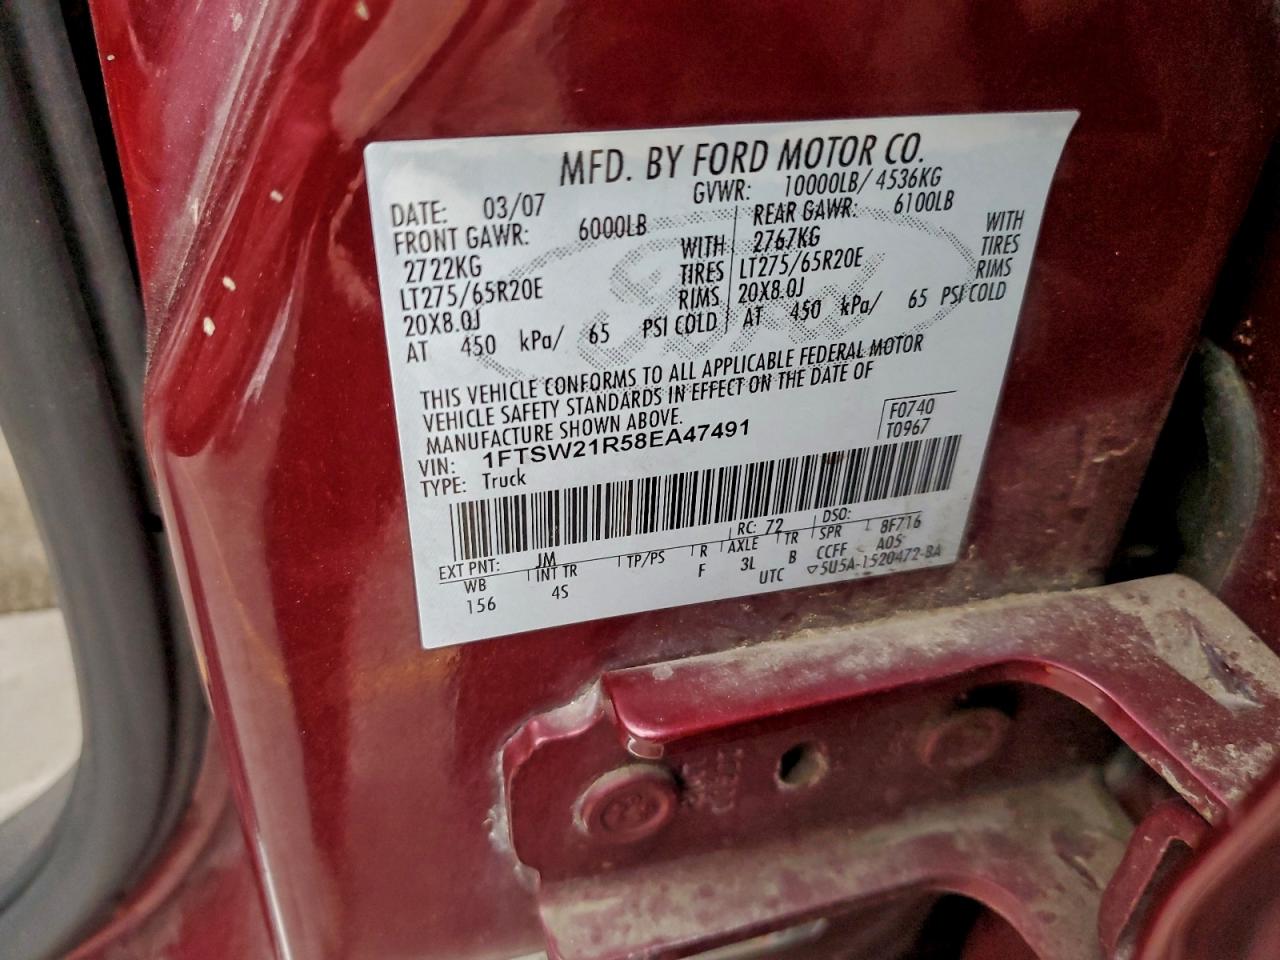 MFD. BY FORD MOTOR CO.
DATE: 03/07 GVWR: 10000LB/ 4536KG
FRONT GAWR: 6000LB REAR GAWR: 6100LB
2722KG WITH 2767KG WITH
LT275/65R20E TIRES LT275/65R20E TIRES
20X8.0J RIMS 20X8.0J RIMS
AT 450 kPa/ 65 PSI COLD AT 450 kPa/ 65 PSI COLD
THIS VEHICLE CONFORMS TO ALL APPLICABLE FEDERAL MOTOR
VEHICLE SAFETY STANDARDS IN EFFECT ON THE DATE OF
MANUFACTURE SHOWN ABOVE.
VIN: 1FTSW21R58EA47491
TYPE: Truck
F0740
T0967
EXT PNT: JM RC: 72 DSO:
WB INT TR TP/PS R AXLE TR SPR 8F716
156 4S F 3L B CCFF A05
UTC ▽5U5A-1520472-BA